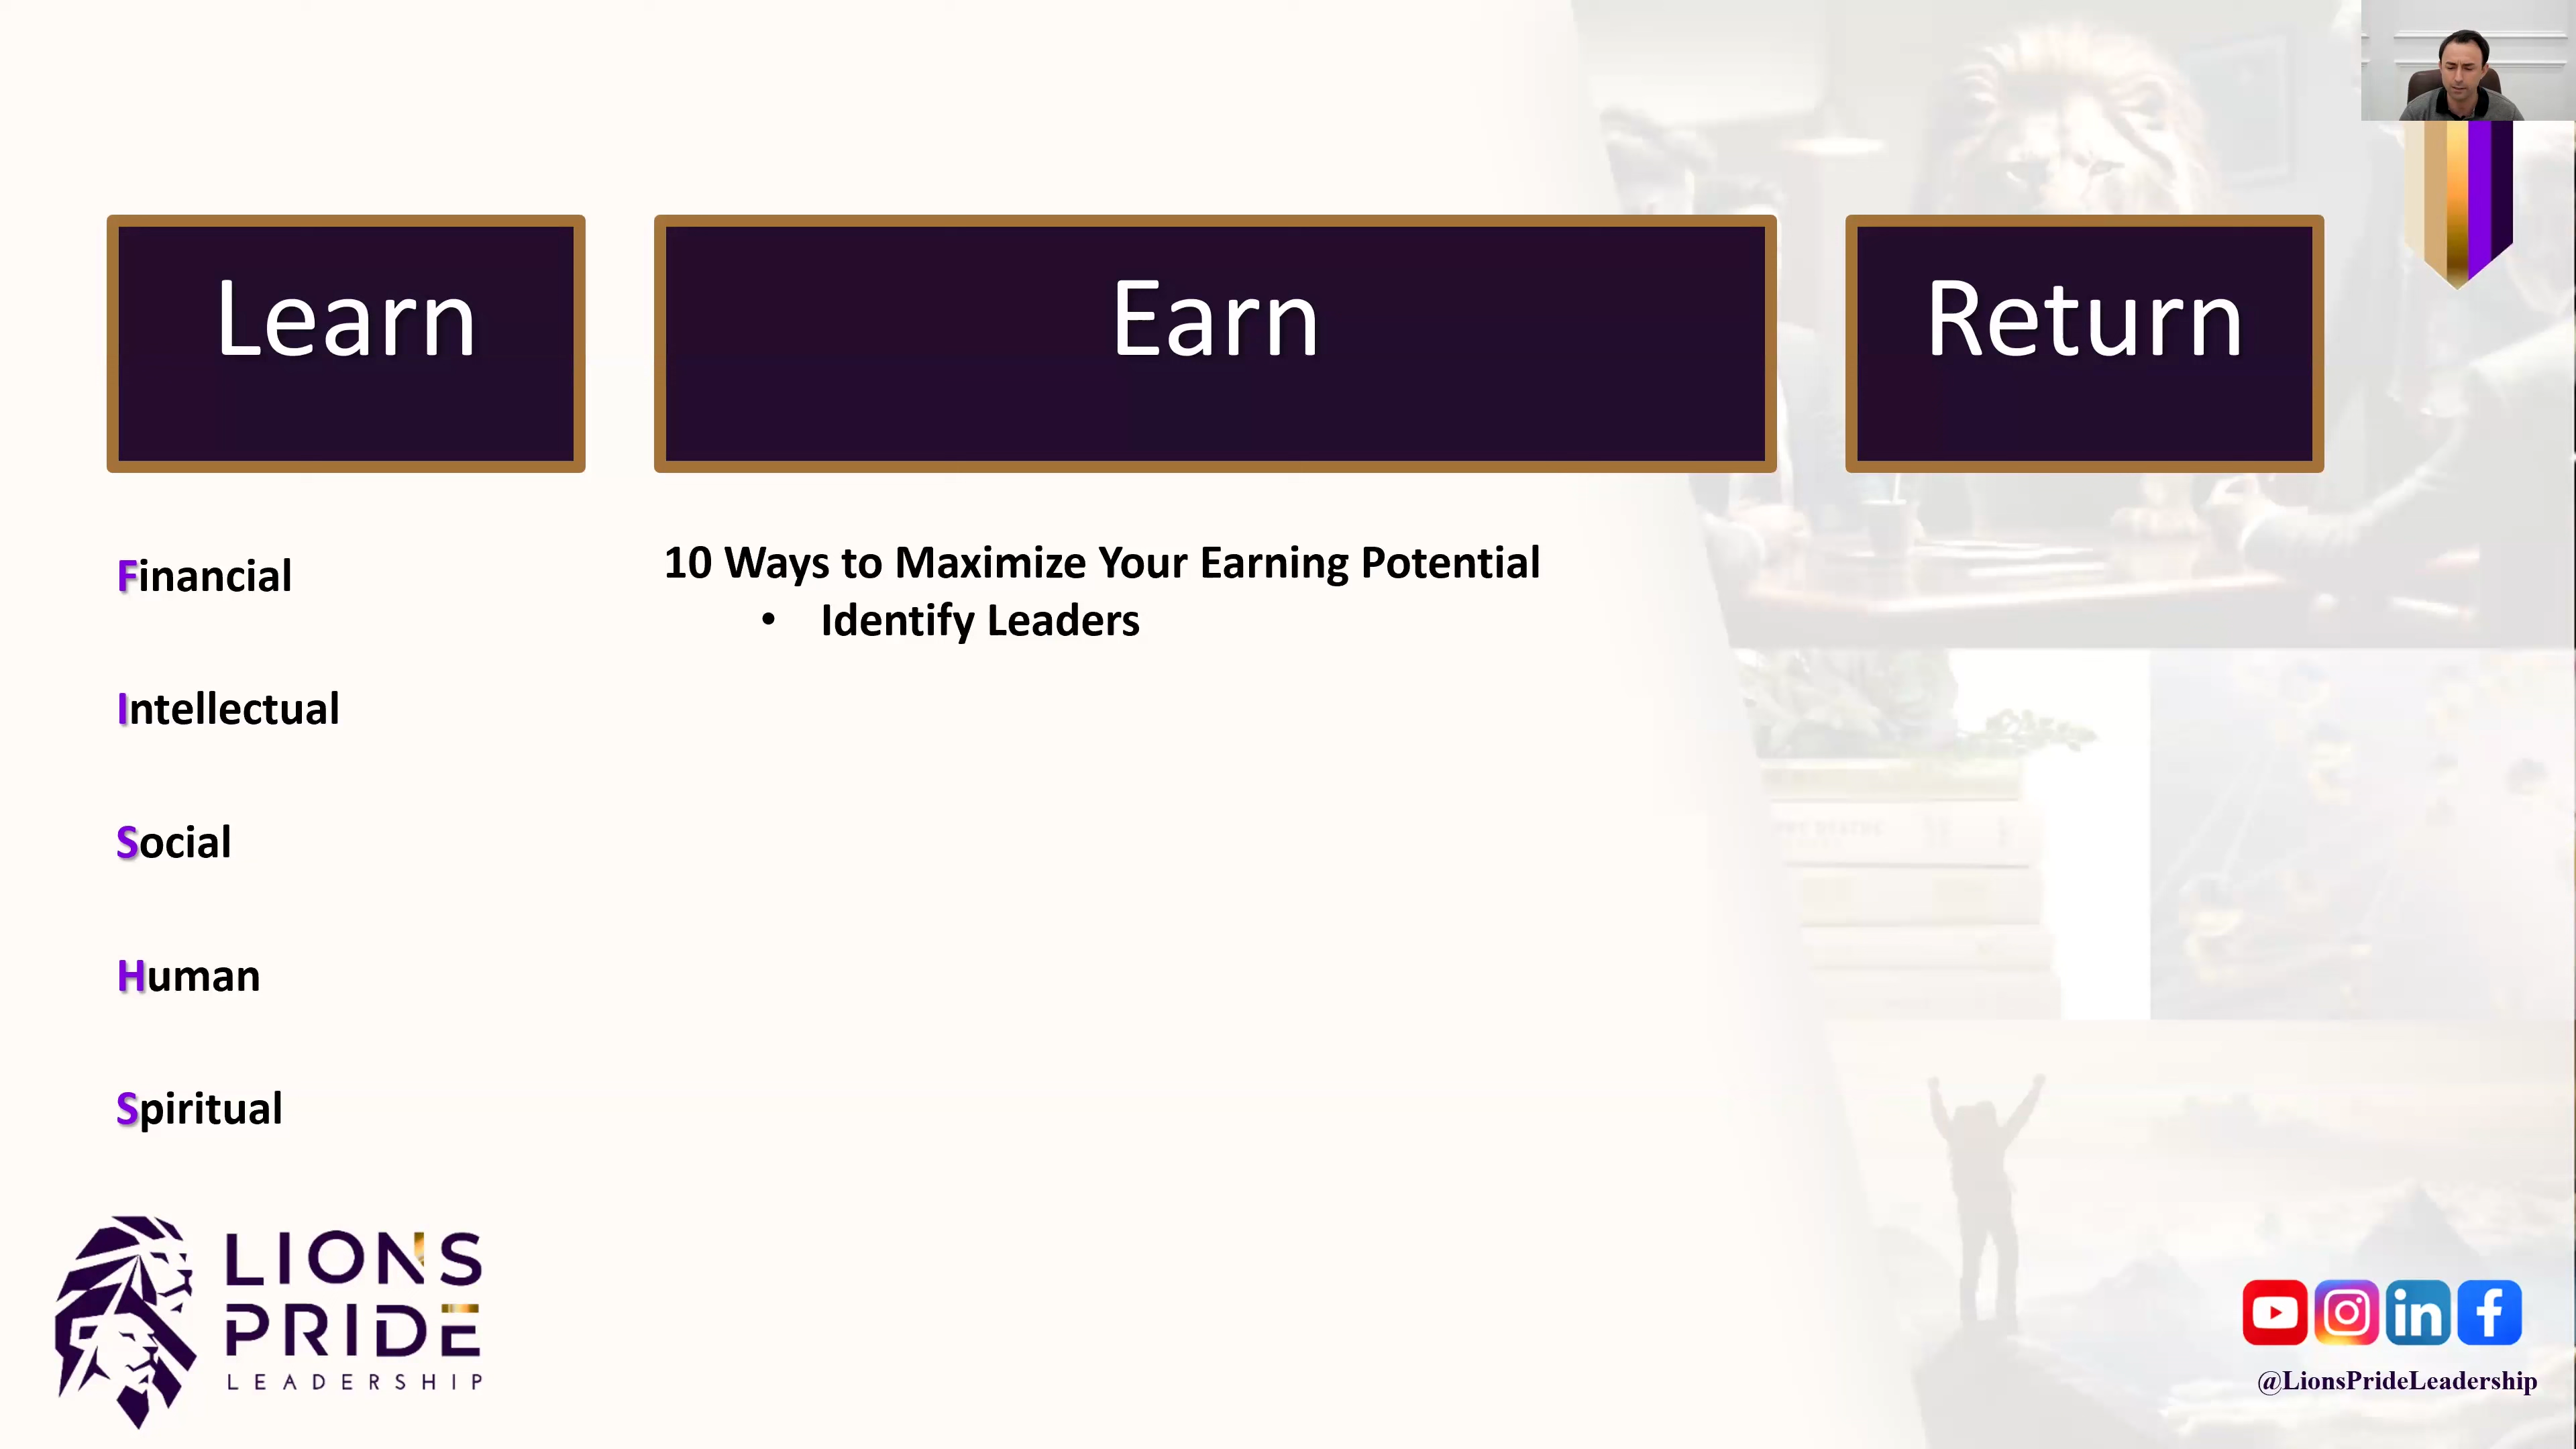 Learn
Earn
Return
Financial
Intellectual
Social
Human
Spiritual
10 Ways to Maximize Your Earning Potential
• Identify Leaders
LIONS
PRIDE
LEADERSHIP
in
f
@LionsPrideLeadership